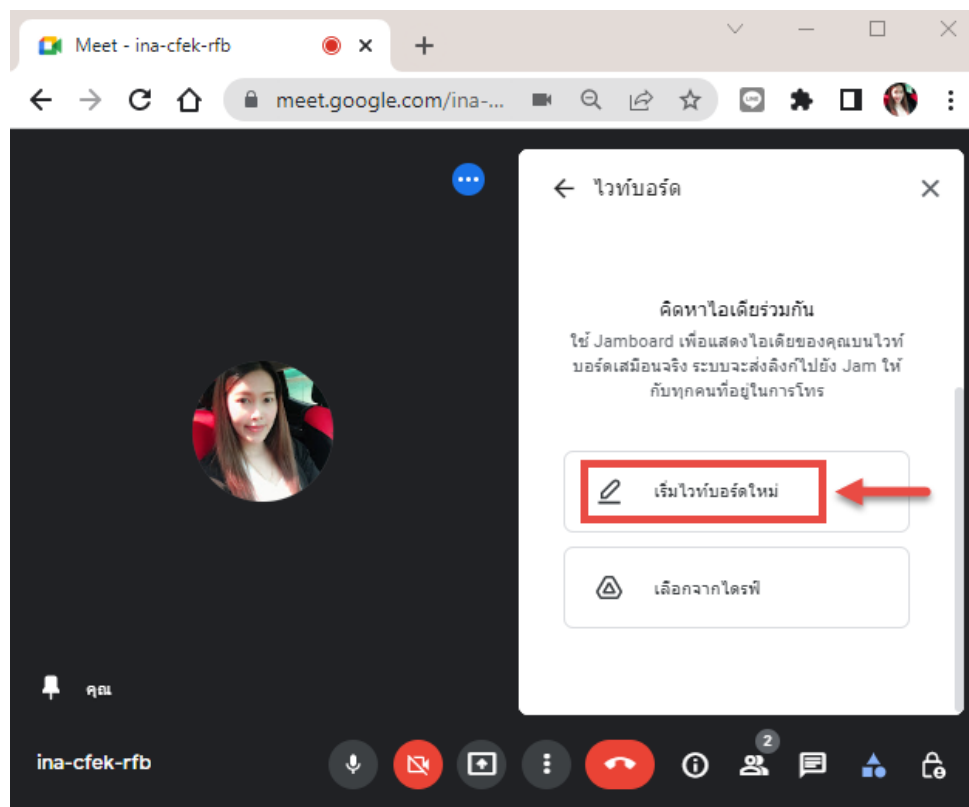 Meet - ina-cfek-rfb
meet.google.com/ina-...
LINE
ไวท์บอร์ด
คิดหาไอเดียร่วมกัน
ใช้ Jamboard เพื่อแสดงไอเดียของคุณบนไวท์
บอร์ดเสมือนจริง ระบบจะส่งลิงก์ไปยัง Jam ให้
กับทุกคนที่อยู่ในการโทร
เริ่มไวท์บอร์ดใหม่
เลือกจากไดรฟ์
คุณ
ina-cfek-rfb
2